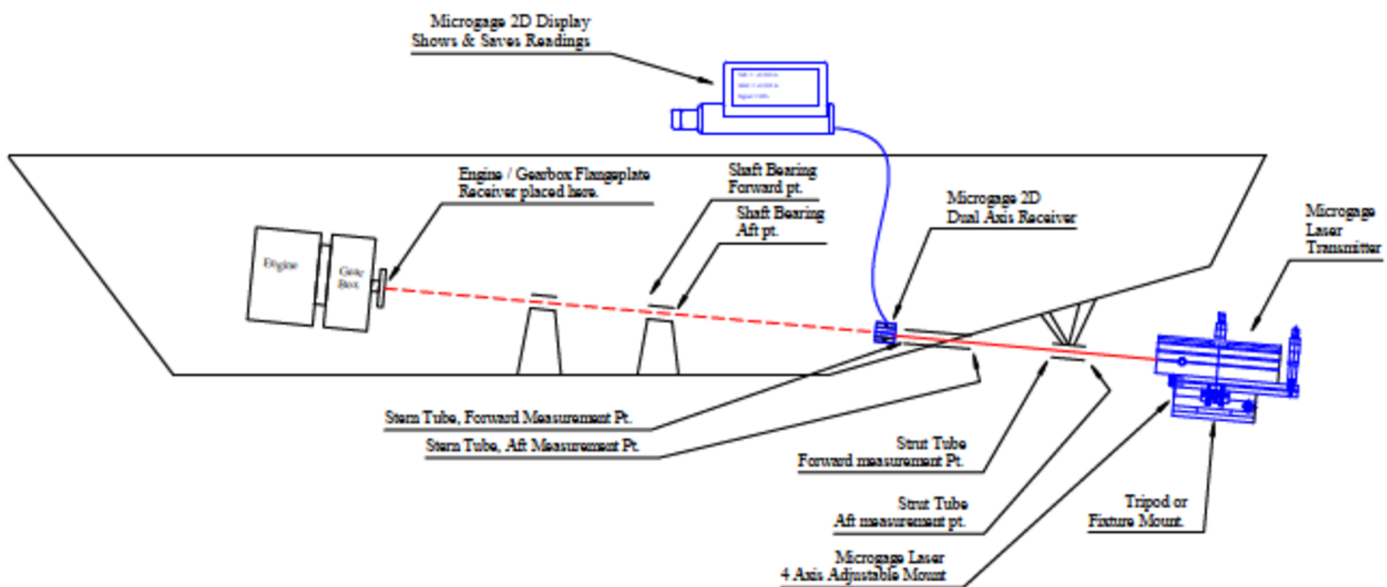 Microgage 2D Display
Shows & Saves Readings
Engine / Gearbox Flangeplate
Receiver placed here.
Shaft Bearing
Forward pt.
Shaft Bearing
Aft pt.
Microgage 2D
Dual Axis Receiver
Microgage
Laser
Transmitter
Engine
Gear
Box
Stern Tube, Forward Measurement Pt.
Stern Tube, Aft Measurement Pt.
Strut Tube
Forward measurement Pt.
Strut Tube
Aft measurement pt.
Tripod or
Fixture Mount.
Microgage Laser
4 Axis Adjustable Mount